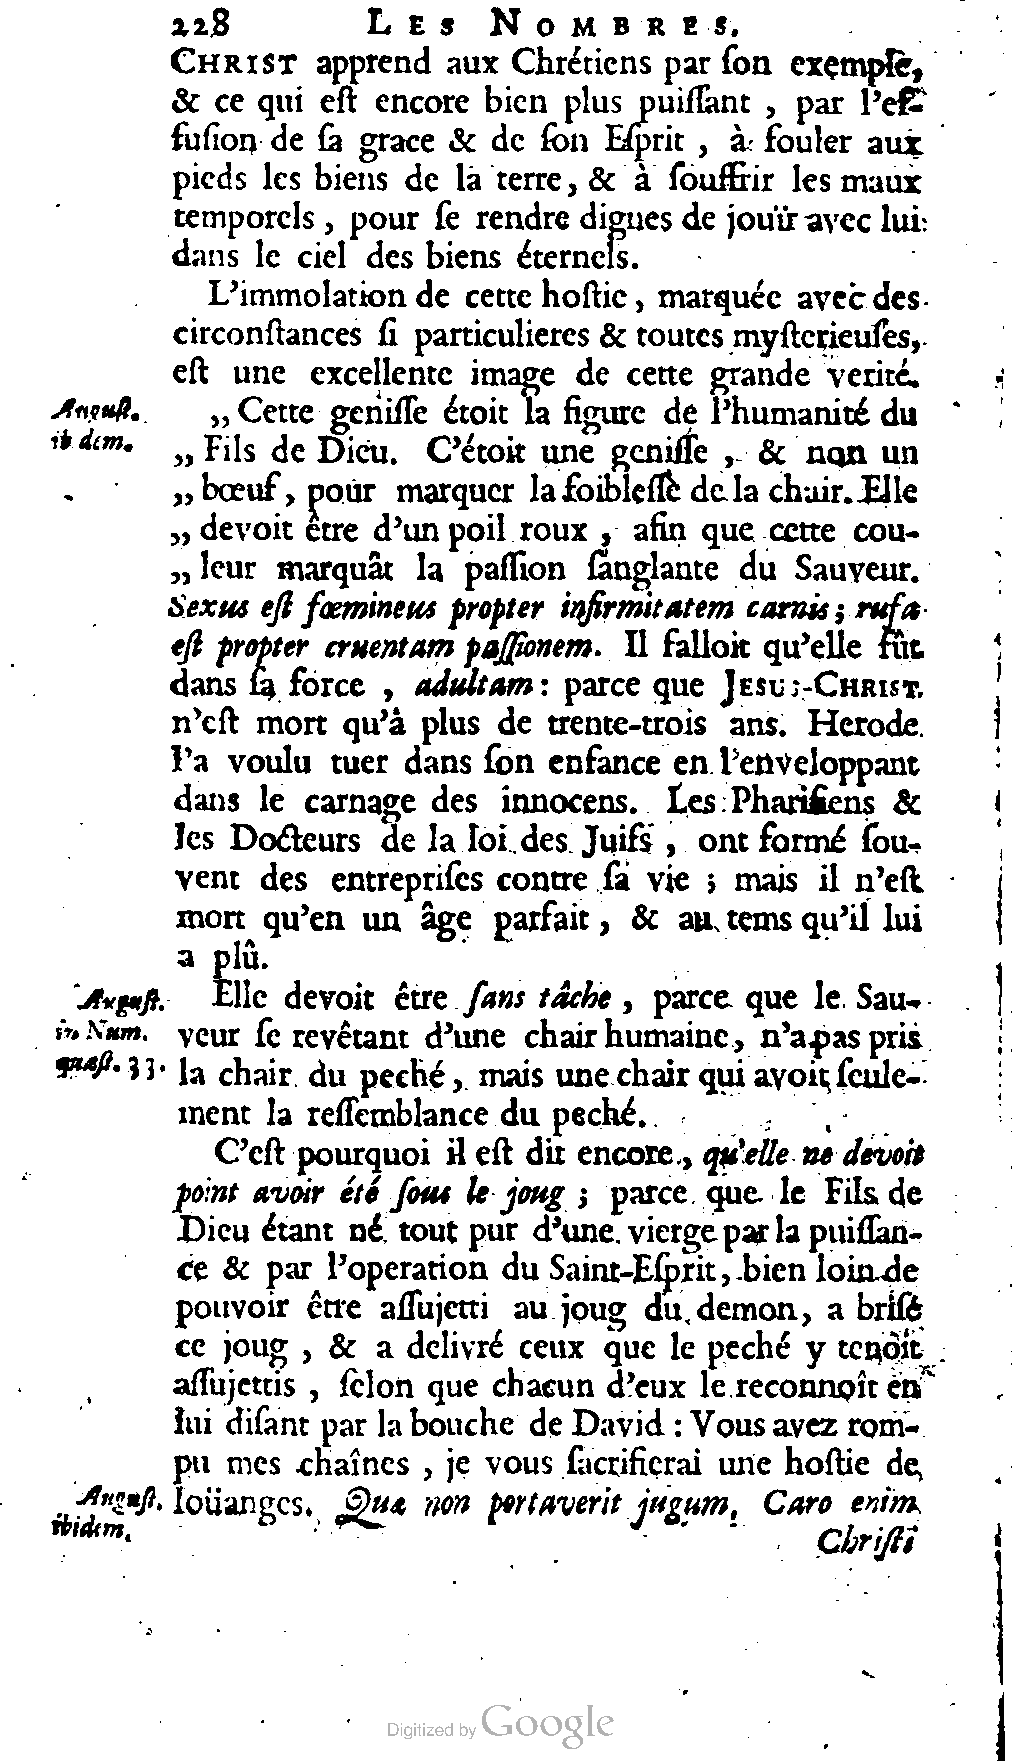 228 LES NOMBRES.
CHRIST apprend aux Chrétiens par ſon exemple,
& ce qui eſt encore bien plus puiſſant , par l'ef-
fuſion de ſa grace & de ſon Eſprit , à fouler aux
pieds les biens de la terre, & à ſouffrir les maux
temporels , pour ſe rendre dignes de jouïr avec lui
dans le ciel des biens éternels.
L'immolation de cette hoſtie , marquée avec des
circonſtances ſi particulieres & toutes myſterieuſes,
eſt une excellente image de cette grande verité.
Auguſt.
ibidem.
„ Cette geniſſe étoit la figure de l'humanité du
„ Fils de Dieu. C'étoit une geniſſe , & non un
„ bœuf, pour marquer la foibleſſe de la chair. Elle
„ devoit être d'un poil roux , afin que cette cou-
„ leur marquât la paſſion ſanglante du Sauveur.
Sexus eſt fœmineus propter infirmitatem carnis ; rufa
eſt propter cruentam paſſionem. Il falloit qu'elle fût
dans ſa force , adultam : parce que JESUS-CHRIST
n'eſt mort qu'à plus de trente-trois ans. Herode
l'a voulu tuer dans ſon enfance en l'enveloppant
dans le carnage des innocens. Les Phariſiens &
les Docteurs de la loi des Juifs , ont formé ſou-
vent des entrepriſes contre ſa vie ; mais il n'eſt
mort qu'en un âge parfait , & au tems qu'il lui
a plû.
Auguſt.
in Num.
quæſt. 33.
Elle devoit être ſans tâche , parce que le Sau-
veur ſe revêtant d'une chair humaine, n'a pas pris
la chair du peché , mais une chair qui avoit ſeule-
ment la reſſemblance du peché.
C'eſt pourquoi il eſt dit encore , qu'elle ne devoit
point avoir été ſous le joug ; parce que le Fils de
Dieu étant né tout pur d'une vierge par la puiſſan-
ce & par l'operation du Saint-Eſprit, bien loin de
pouvoir être aſſujetti au joug du demon, a briſé
ce joug , & a delivré ceux que le peché y tenoit
aſſujettis , ſelon que chacun d'eux le reconnoît en
lui diſant par la bouche de David : Vous avez rom-
pu mes chaînes , je vous ſacrifierai une hoſtie de
Auguſt.
ibidem.
loüanges. Quæ non portaverit jugum. Caro enim
Chriſti
Digitized by Google